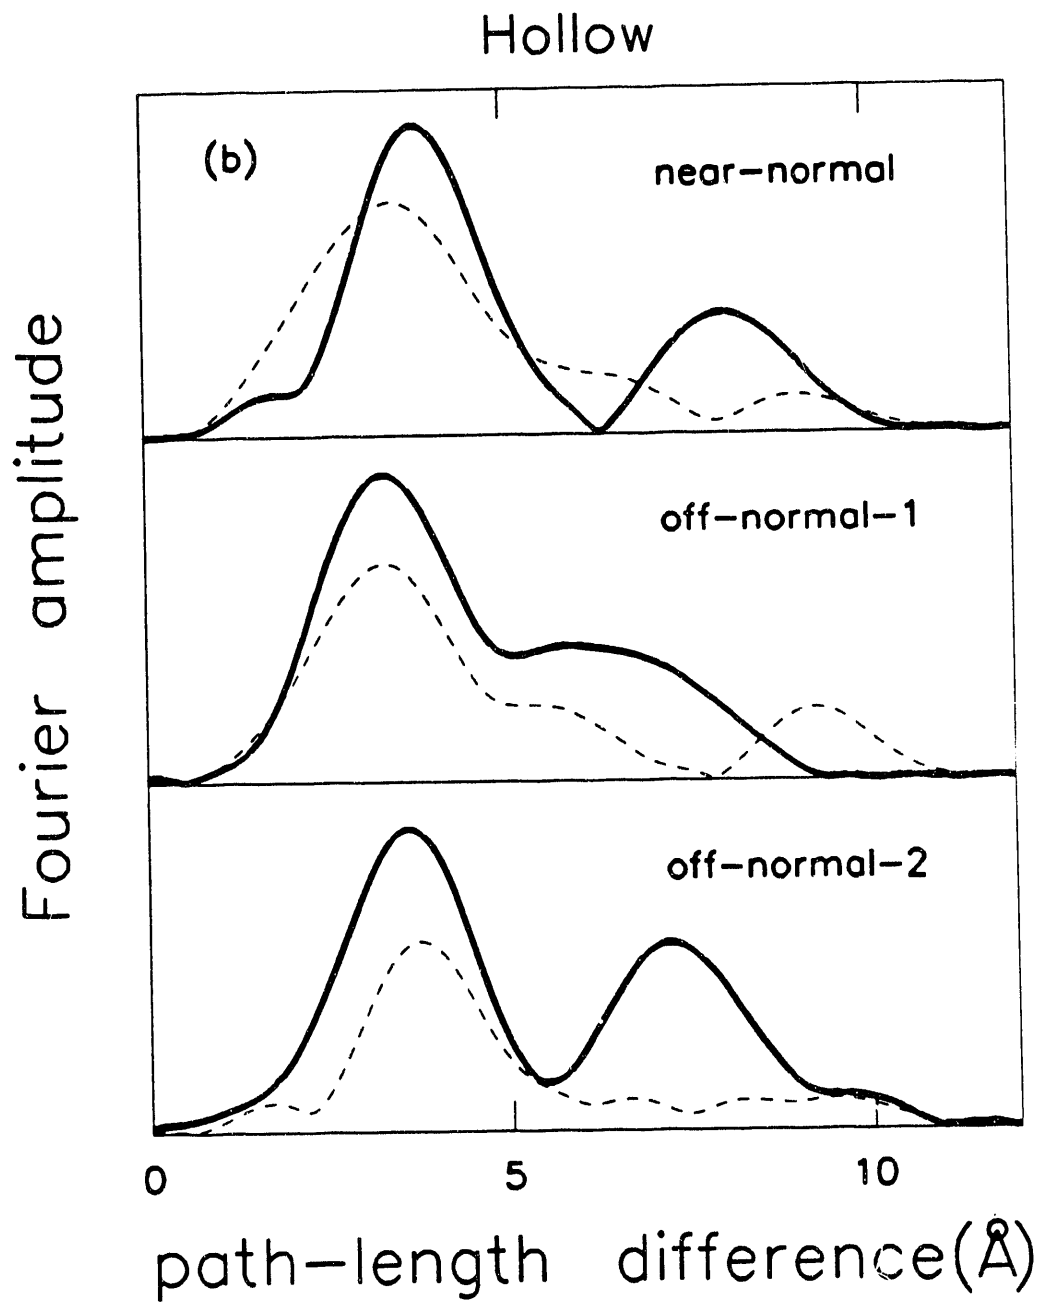 Hollow
(b)
near-normal
off-normal-1
off-normal-2
Fourier amplitude
0 5 10
path-length difference(Å)